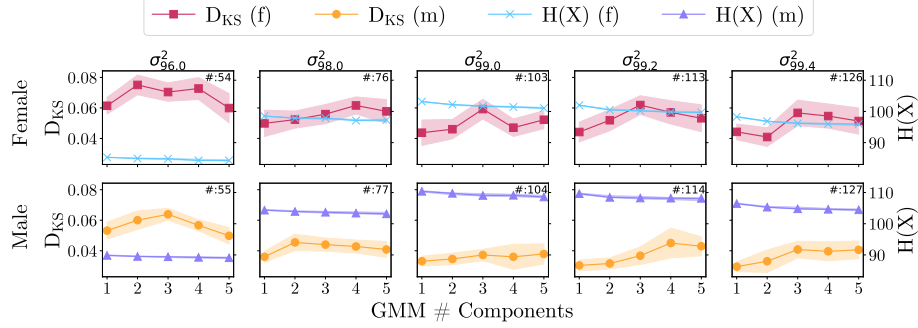 D_KS (f) D_KS (m) H(X) (f) H(X) (m)
σ²_96.0 σ²_98.0 σ²_99.0 σ²_99.2 σ²_99.4
#:54 #:76 #:103 #:113 #:126
Female
D_KS
0.08
0.06
0.04
110
100
90
H(X)
#:55 #:77 #:104 #:114 #:127
Male
D_KS
0.08
0.06
0.04
110
100
90
H(X)
1 2 3 4 5 1 2 3 4 5 1 2 3 4 5 1 2 3 4 5 1 2 3 4 5
GMM # Components